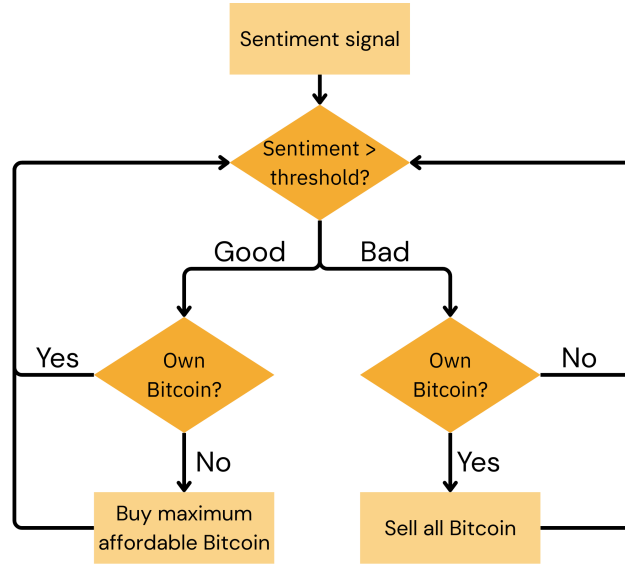 Sentiment signal
Sentiment >
threshold?
Good
Bad
Yes
Own
Bitcoin?
Own
Bitcoin?
No
No
Yes
Buy maximum
affordable Bitcoin
Sell all Bitcoin